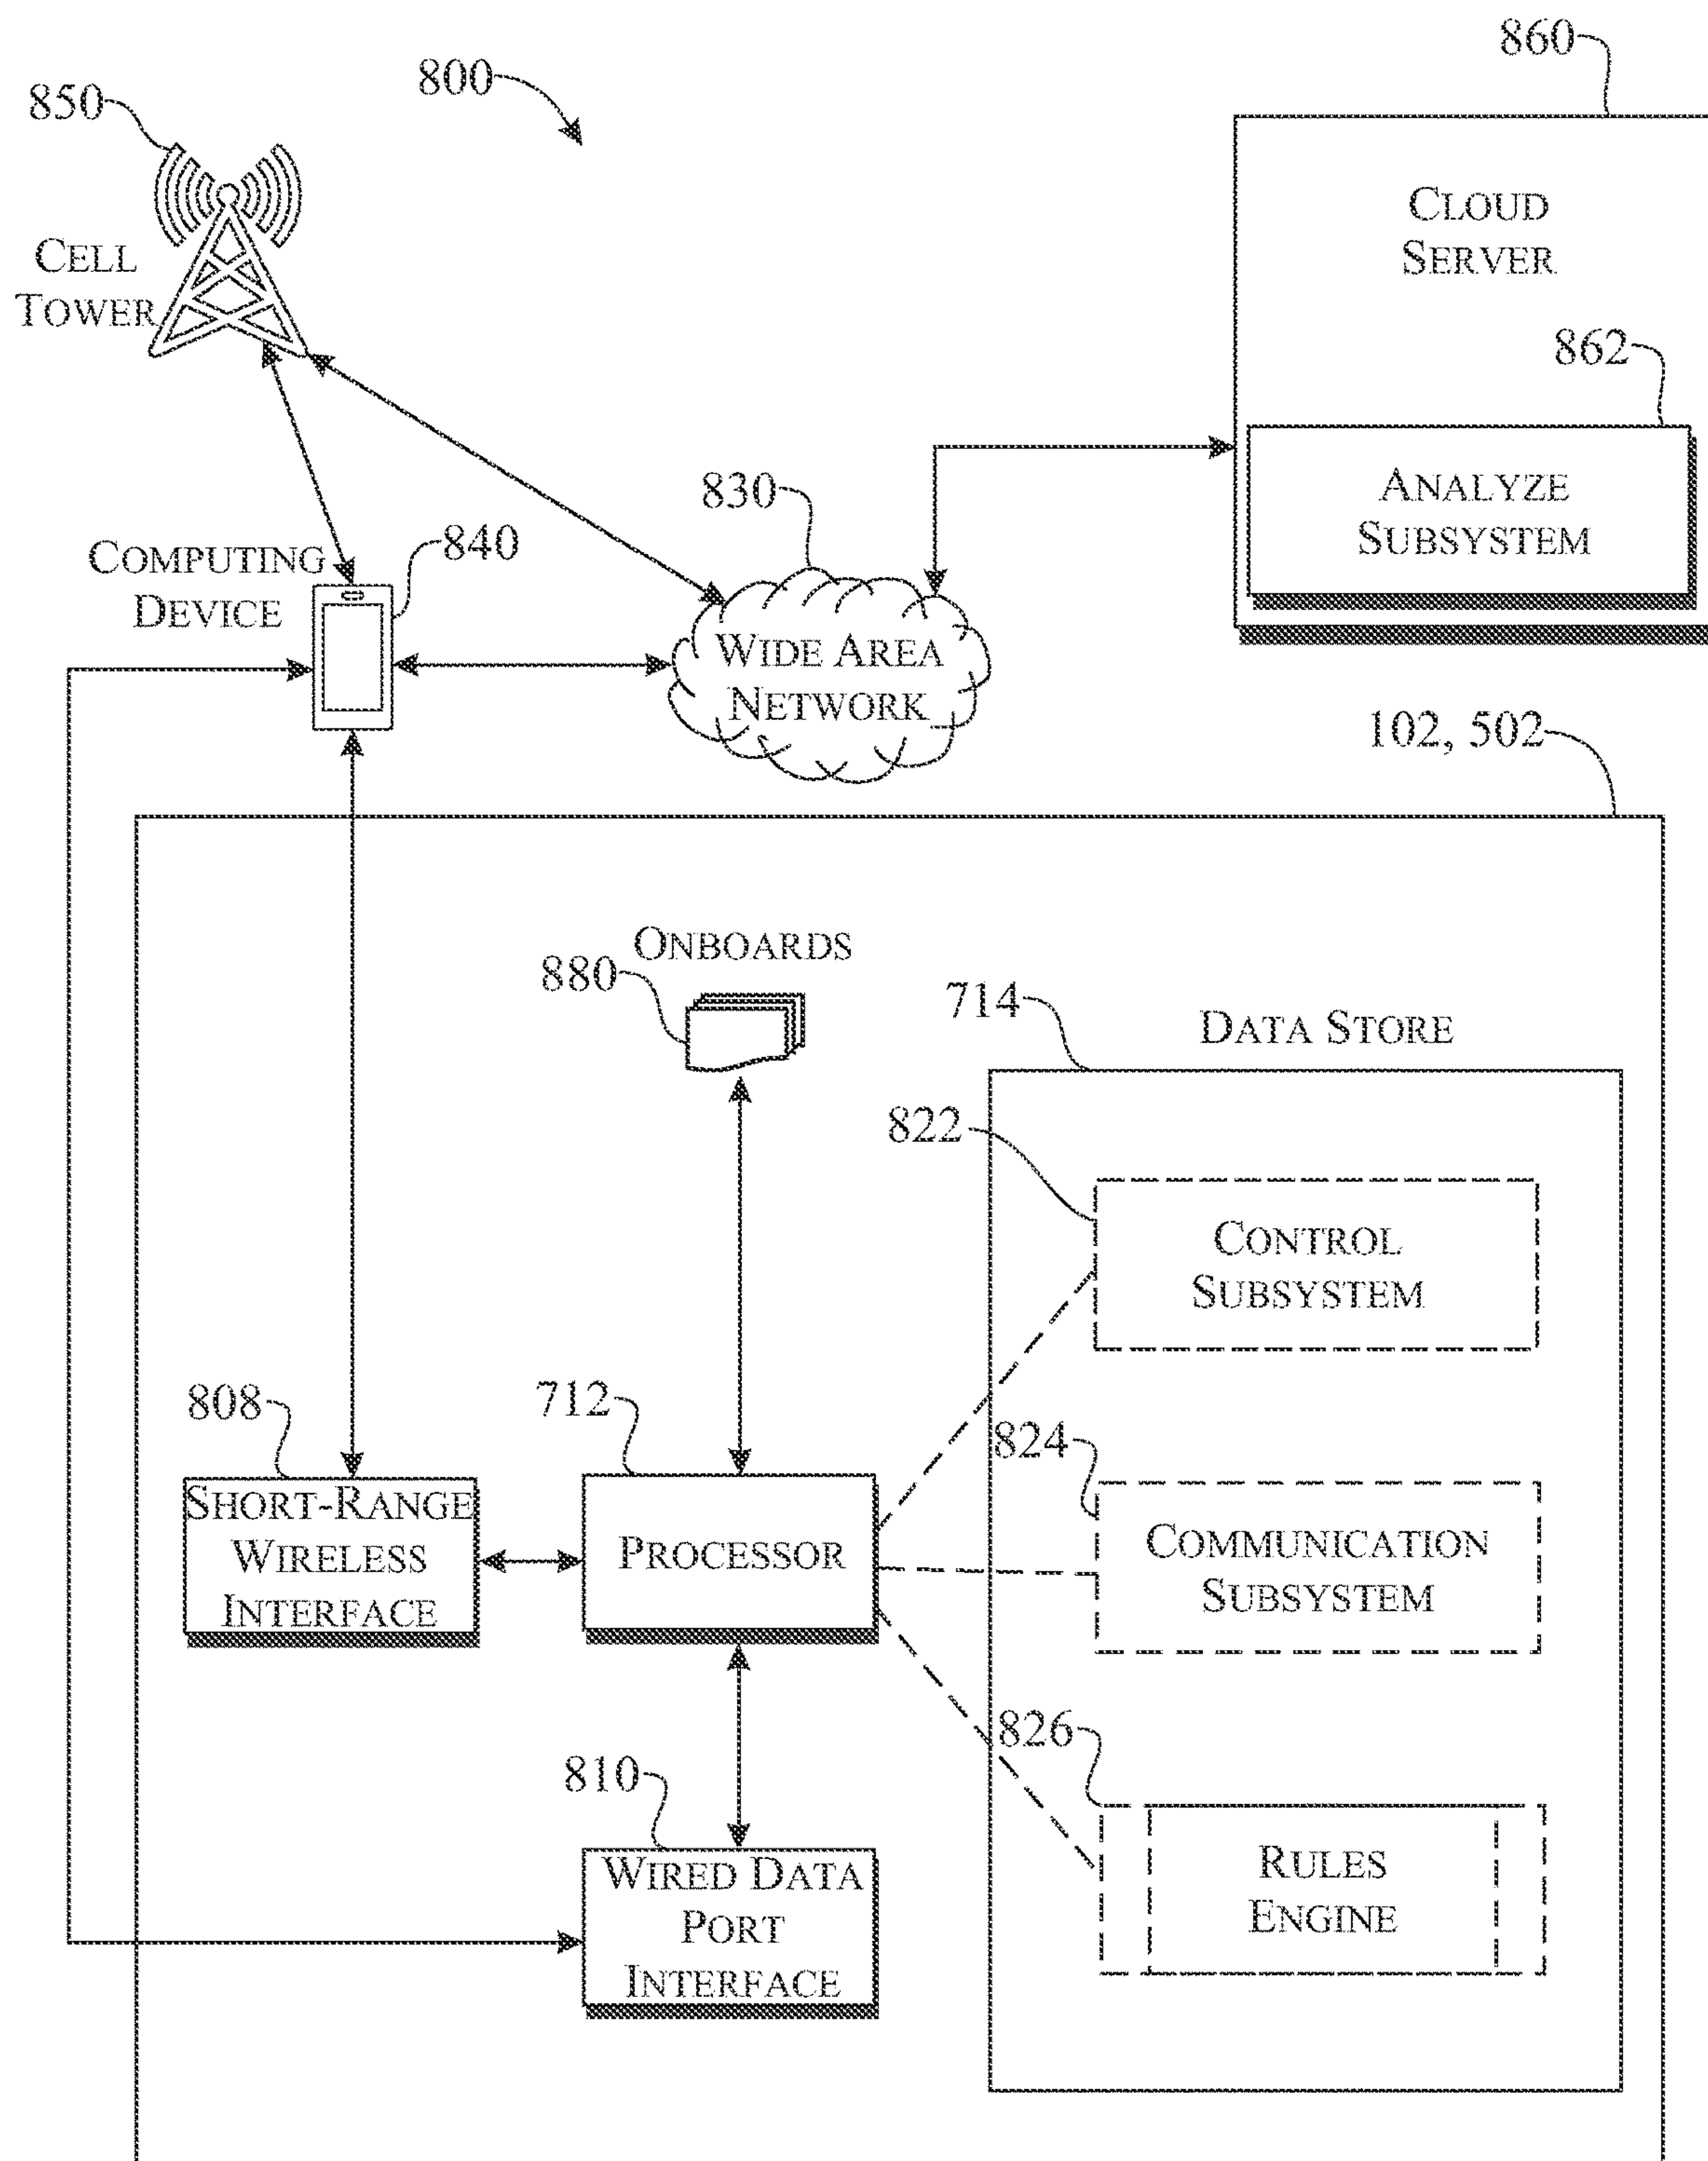 860
800
850
CLOUD
SERVER
CELL
TOWER
862
ANALYZE
SUBSYSTEM
830
840
COMPUTING
DEVICE
WIDE AREA
NETWORK
102, 502
ONBOARDS
880
714
DATA STORE
822
CONTROL
SUBSYSTEM
808
712
824
SHORT-RANGE
WIRELESS
INTERFACE
PROCESSOR
COMMUNICATION
SUBSYSTEM
826
810
WIRED DATA
PORT
INTERFACE
RULES
ENGINE